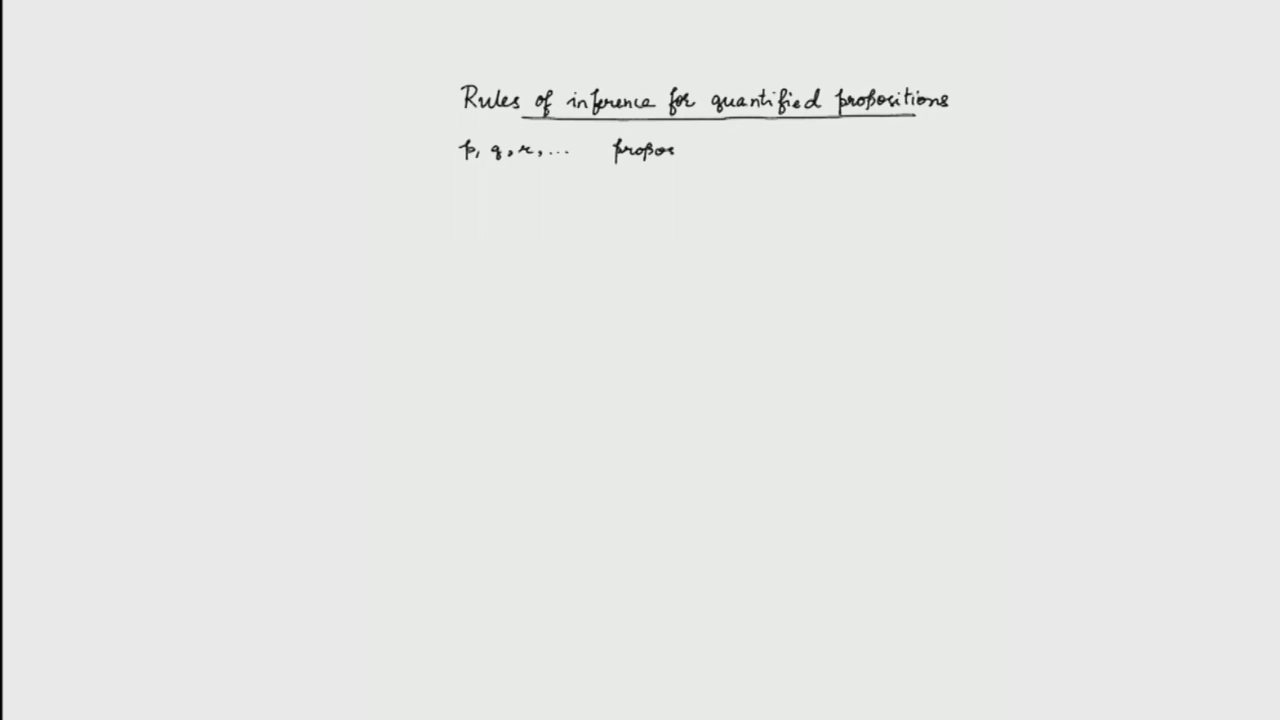 Rules of inference for quantified propositions
p, q, r, ... propos